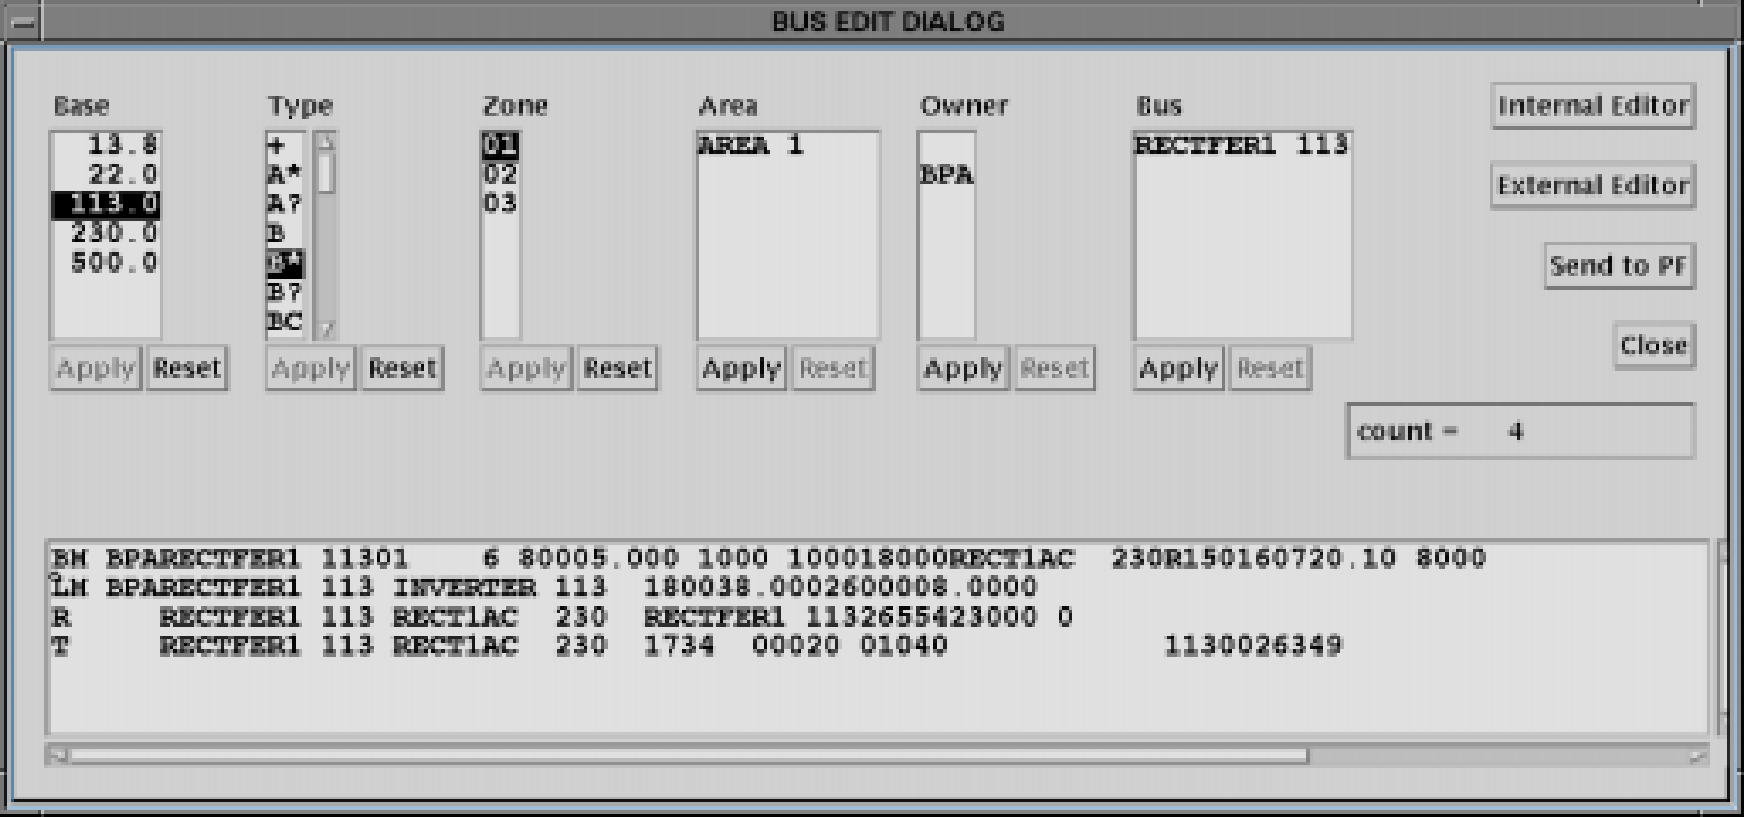 BUS EDIT DIALOG
Base Type Zone Area Owner Bus
Internal Editor
External Editor
Send to PF
Close
13.8
22.0
113.0
230.0
500.0
+
A*
A?
B
B*
B?
BC
01
02
03
AREA 1
BPA
RECTFER1 113
Apply Reset Apply Reset Apply Reset Apply Reset Apply Reset Apply Reset
count = 4
BM BPARECTFER1 11301    6 80005.000 1000 100018000RECT1AC  230R150160720.10 8000
LM BPARECTFER1 113 INVERTER 113  180038.0002600008.0000
R     RECTFER1 113 RECT1AC  230  RECTFER1 1132655423000 0
T     RECTFER1 113 RECT1AC  230  1734  00020 01040            1130026349